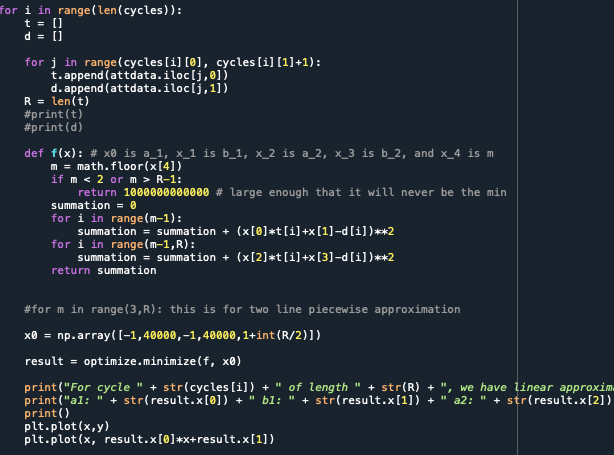 for i in range(len(cycles)):
    t = []
    d = []

    for j in range(cycles[i][0], cycles[i][1]+1):
        t.append(attdata.iloc[j,0])
        d.append(attdata.iloc[j,1])
    R = len(t)
    #print(t)
    #print(d)

    def f(x): # x0 is a_1, x_1 is b_1, x_2 is a_2, x_3 is b_2, and x_4 is m
        m = math.floor(x[4])
        if m < 2 or m > R-1:
            return 1000000000000 # large enough that it will never be the min
        summation = 0
        for i in range(m-1):
            summation = summation + (x[0]*t[i]+x[1]-d[i])**2
        for i in range(m-1,R):
            summation = summation + (x[2]*t[i]+x[3]-d[i])**2
        return summation

    #for m in range(3,R): this is for two line piecewise approximation

    x0 = np.array([-1,40000,-1,40000,1+int(R/2)])

    result = optimize.minimize(f, x0)

    print("For cycle " + str(cycles[i]) + " of length " + str(R) + ", we have linear approxima
    print("a1: " + str(result.x[0]) + " b1: " + str(result.x[1]) + " a2: " + str(result.x[2])
    print()
    plt.plot(x,y)
    plt.plot(x, result.x[0]*x+result.x[1])